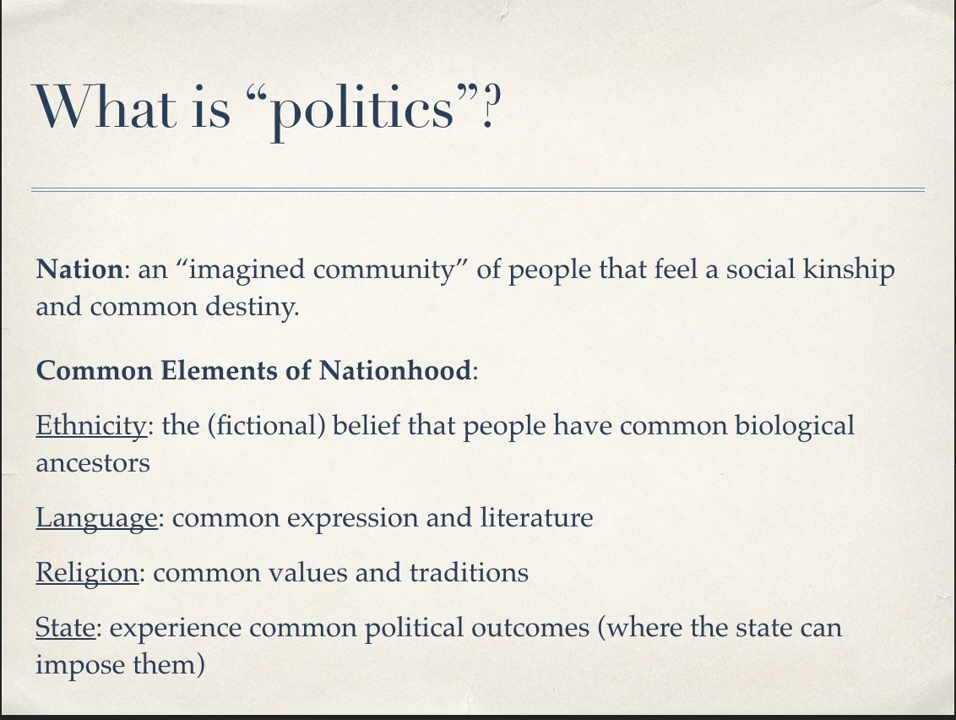 What is “politics”?
Nation: an “imagined community” of people that feel a social kinship
and common destiny.
Common Elements of Nationhood:
Ethnicity: the (fictional) belief that people have common biological
ancestors
Language: common expression and literature
Religion: common values and traditions
State: experience common political outcomes (where the state can
impose them)